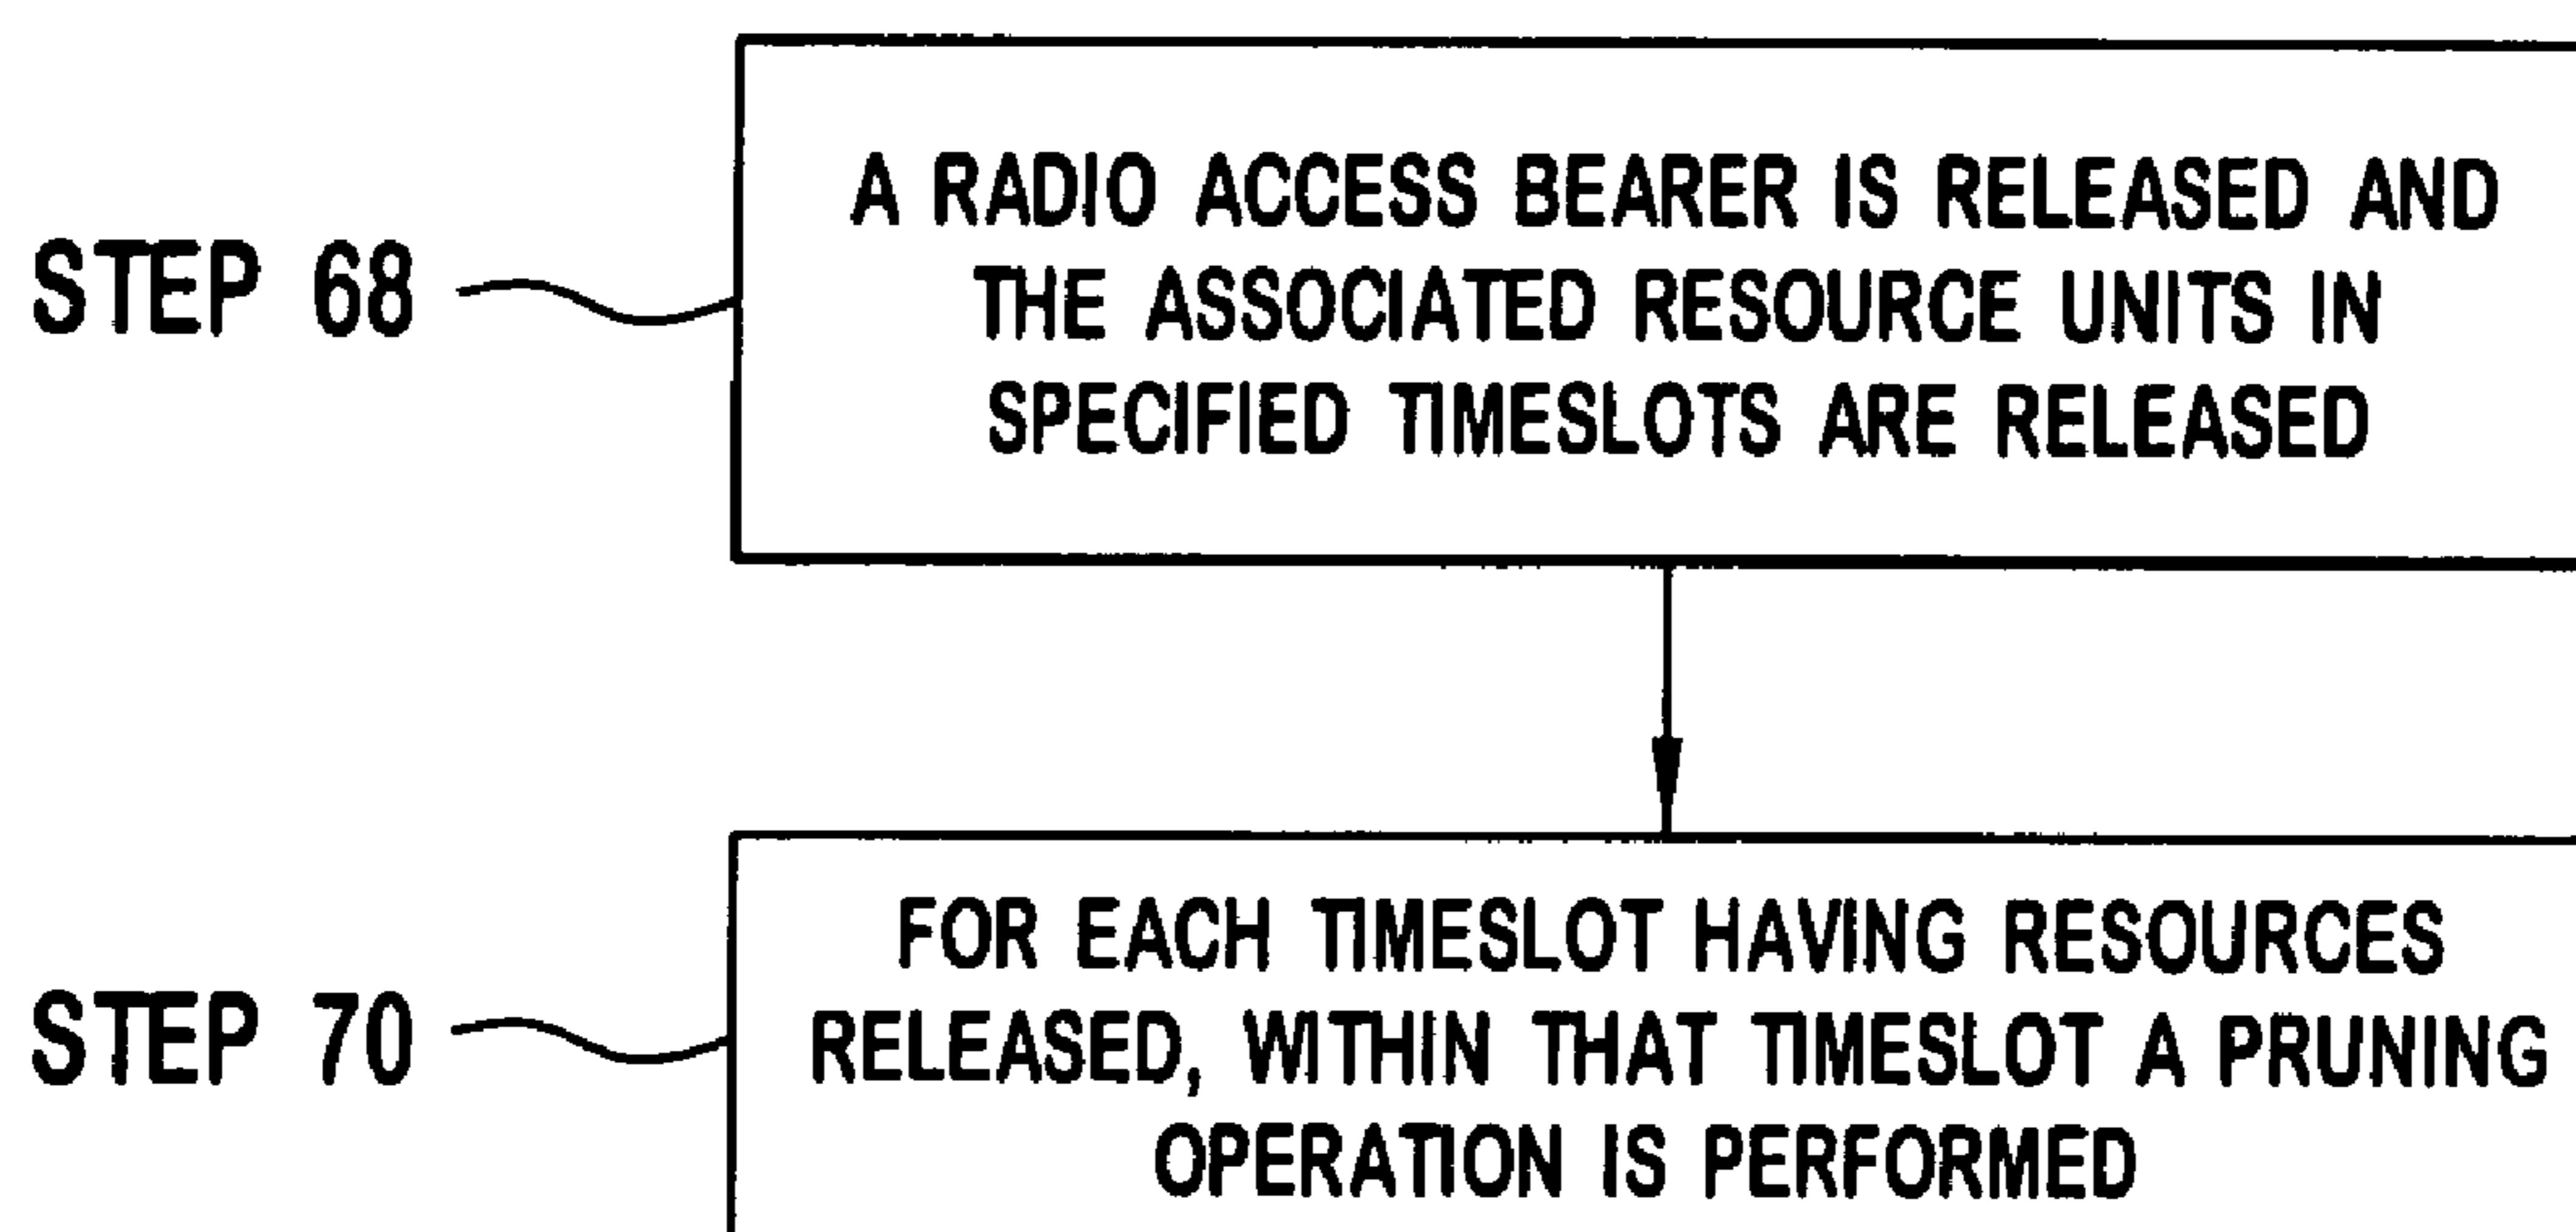 STEP 68
A RADIO ACCESS BEARER IS RELEASED AND
THE ASSOCIATED RESOURCE UNITS IN
SPECIFIED TIMESLOTS ARE RELEASED
STEP 70
FOR EACH TIMESLOT HAVING RESOURCES
RELEASED, WITHIN THAT TIMESLOT A PRUNING
OPERATION IS PERFORMED